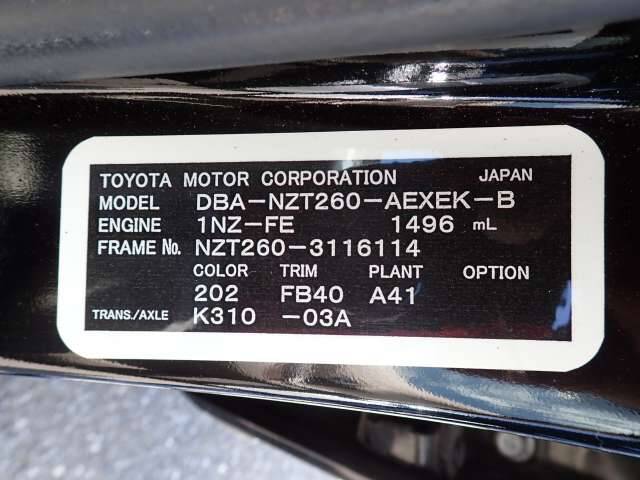 TOYOTA MOTOR CORPORATION JAPAN
MODEL DBA-NZT260-AEXEK-B
ENGINE 1NZ-FE 1496 mL
FRAME No. NZT260-3116114
COLOR TRIM PLANT OPTION
202 FB40 A41
TRANS./AXLE K310 -03A